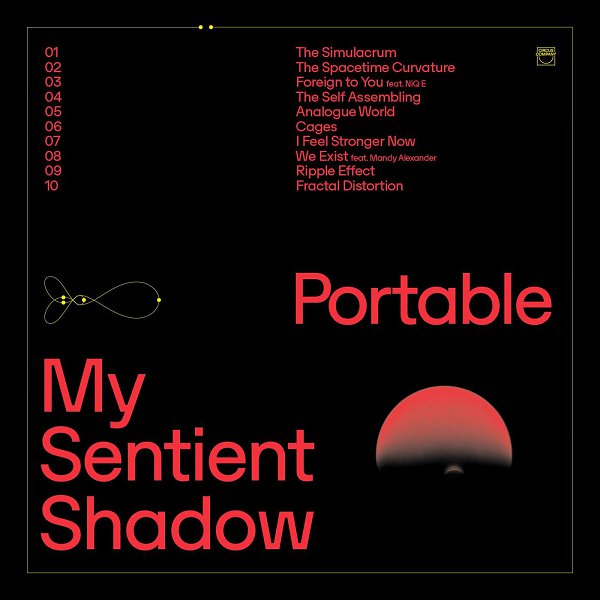 01 The Simulacrum
02 The Spacetime Curvature
03 Foreign to You feat. NiQ E
04 The Self Assembling
05 Analogue World
06 Cages
07 I Feel Stronger Now
08 We Exist feat. Mandy Alexander
09 Ripple Effect
10 Fractal Distortion
CIRCUS
COMPANY
Portable
My
Sentient
Shadow